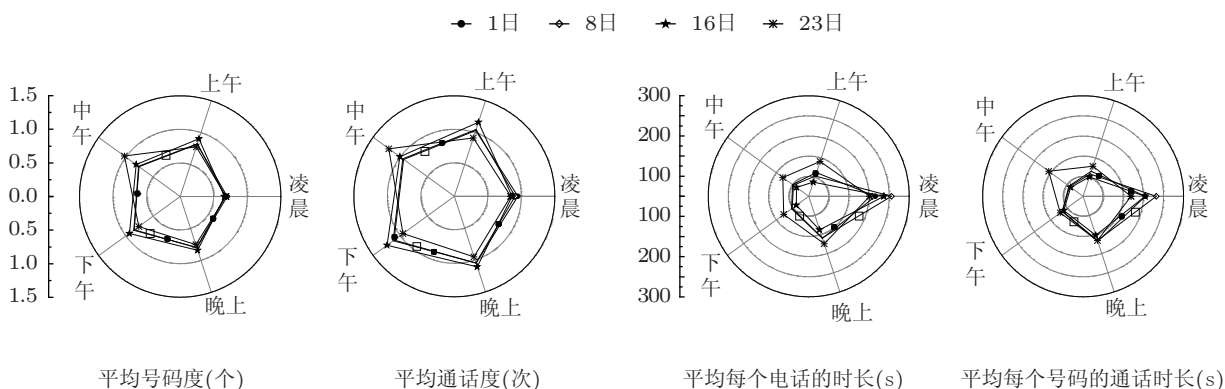 1日 8日 16日 23日
上午
中午
凌晨
下午
晚上
1.5
1.0
0.5
0.0
0.5
1.0
1.5
平均号码度(个)
上午
中午
凌晨
下午
晚上
平均通话度(次)
上午
中午
凌晨
下午
晚上
300
200
100
100
200
300
平均每个电话的时长(s)
上午
中午
凌晨
下午
晚上
平均每个号码的通话时长(s)